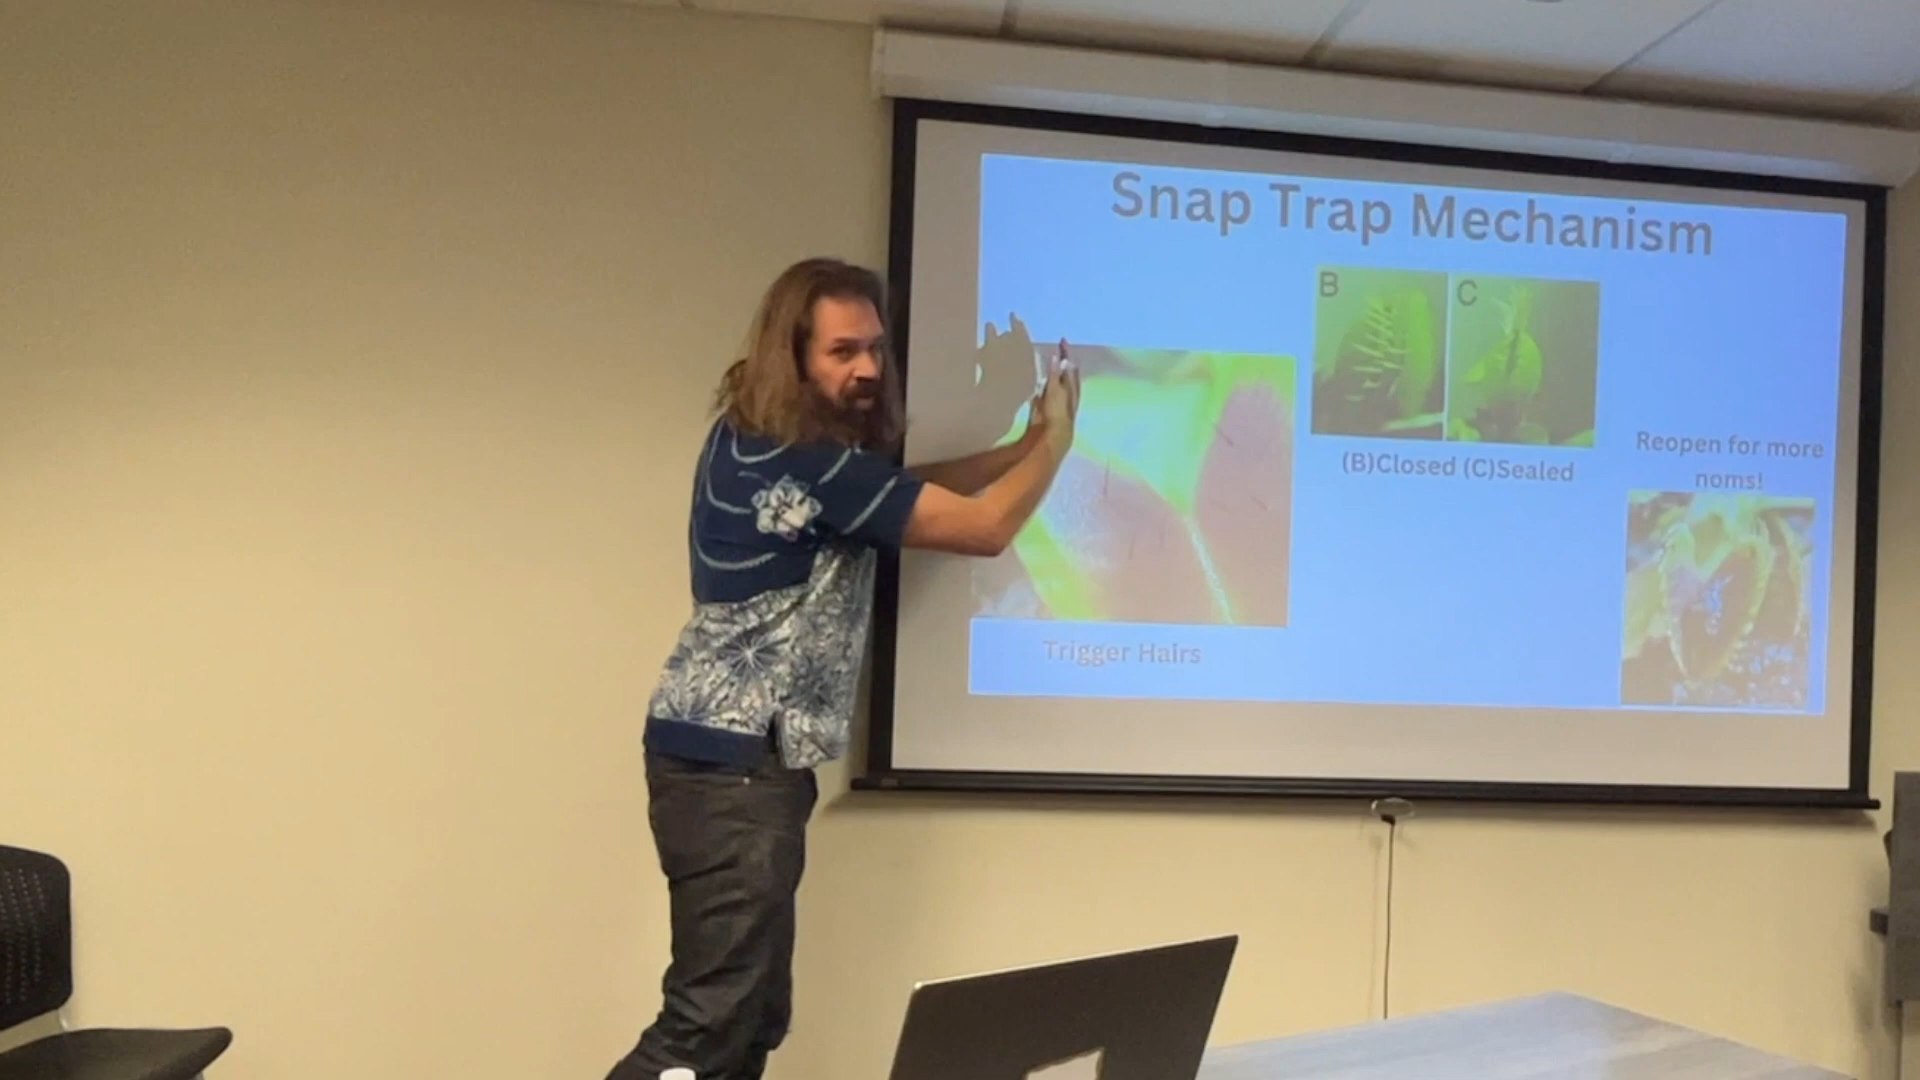 Snap Trap Mechanism
B
C
(B)Closed (C)Sealed
Reopen for more
noms!
Trigger Hairs